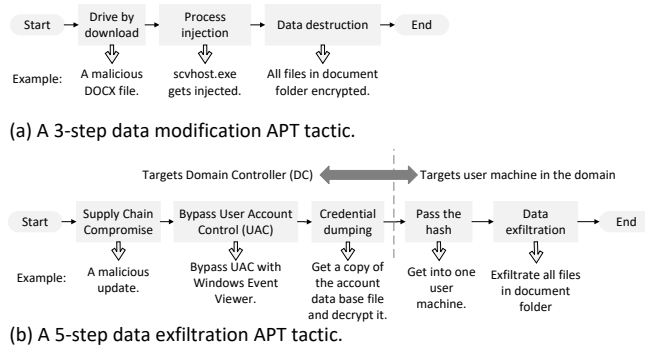 Start
Drive by
download
Process
injection
Data destruction
End
Example:
A malicious
DOCX file.
scvhost.exe
gets injected.
All files in document
folder encrypted.
(a) A 3-step data modification APT tactic.
Targets Domain Controller (DC)
Targets user machine in the domain
Start
Supply Chain
Compromise
Bypass User Account
Control (UAC)
Credential
dumping
Pass the
hash
Data
exfiltration
End
Example:
A malicious
update.
Bypass UAC with
Windows Event
Viewer.
Get a copy of
the account
data base file
and decrypt it.
Get into one
user
machine.
Exfiltrate all files
in document
folder
(b) A 5-step data exfiltration APT tactic.